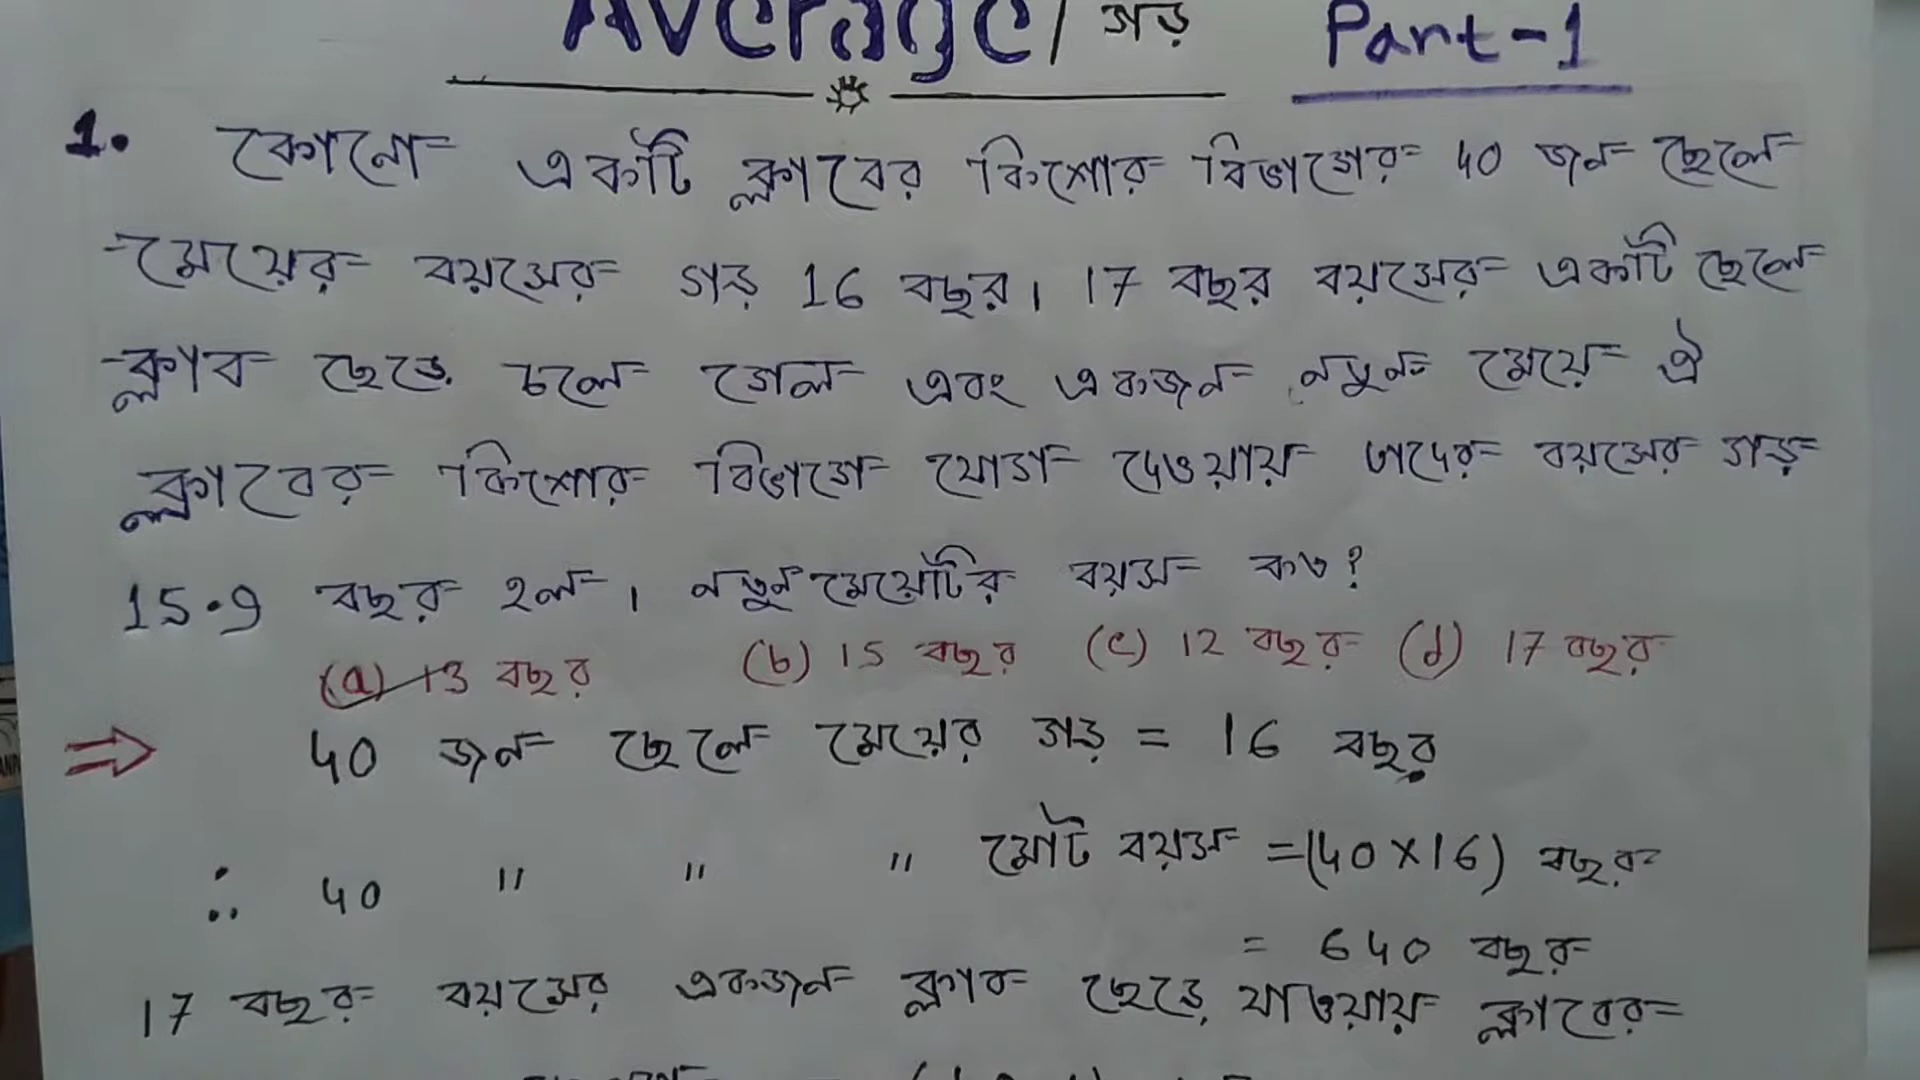 Average / গড় Part-1
1. কোনো একটি ক্লাবের কিশোর বিভাগের 40 জন ছেলে
মেয়ের বয়সের গড় 16 বছর। 17 বছর বয়সের একটি ছেলে
ক্লাব ছেড়ে চলে গেল এবং একজন নতুন মেয়ে ঐ
ক্লাবের কিশোর বিভাগে যোগ দেওয়ায় তাদের বয়সের গড়
15.9 বছর হল। নতুন মেয়েটির বয়স কত?
(a) 13 বছর (b) 15 বছর (c) 12 বছর (d) 17 বছর
⇒ 40 জন ছেলে মেয়ের গড় = 16 বছর
∴ 40 " " " মোট বয়স = (40 × 16) বছর
= 640 বছর
17 বছর বয়সের একজন ক্লাব ছেড়ে যাওয়ায় ক্লাবের